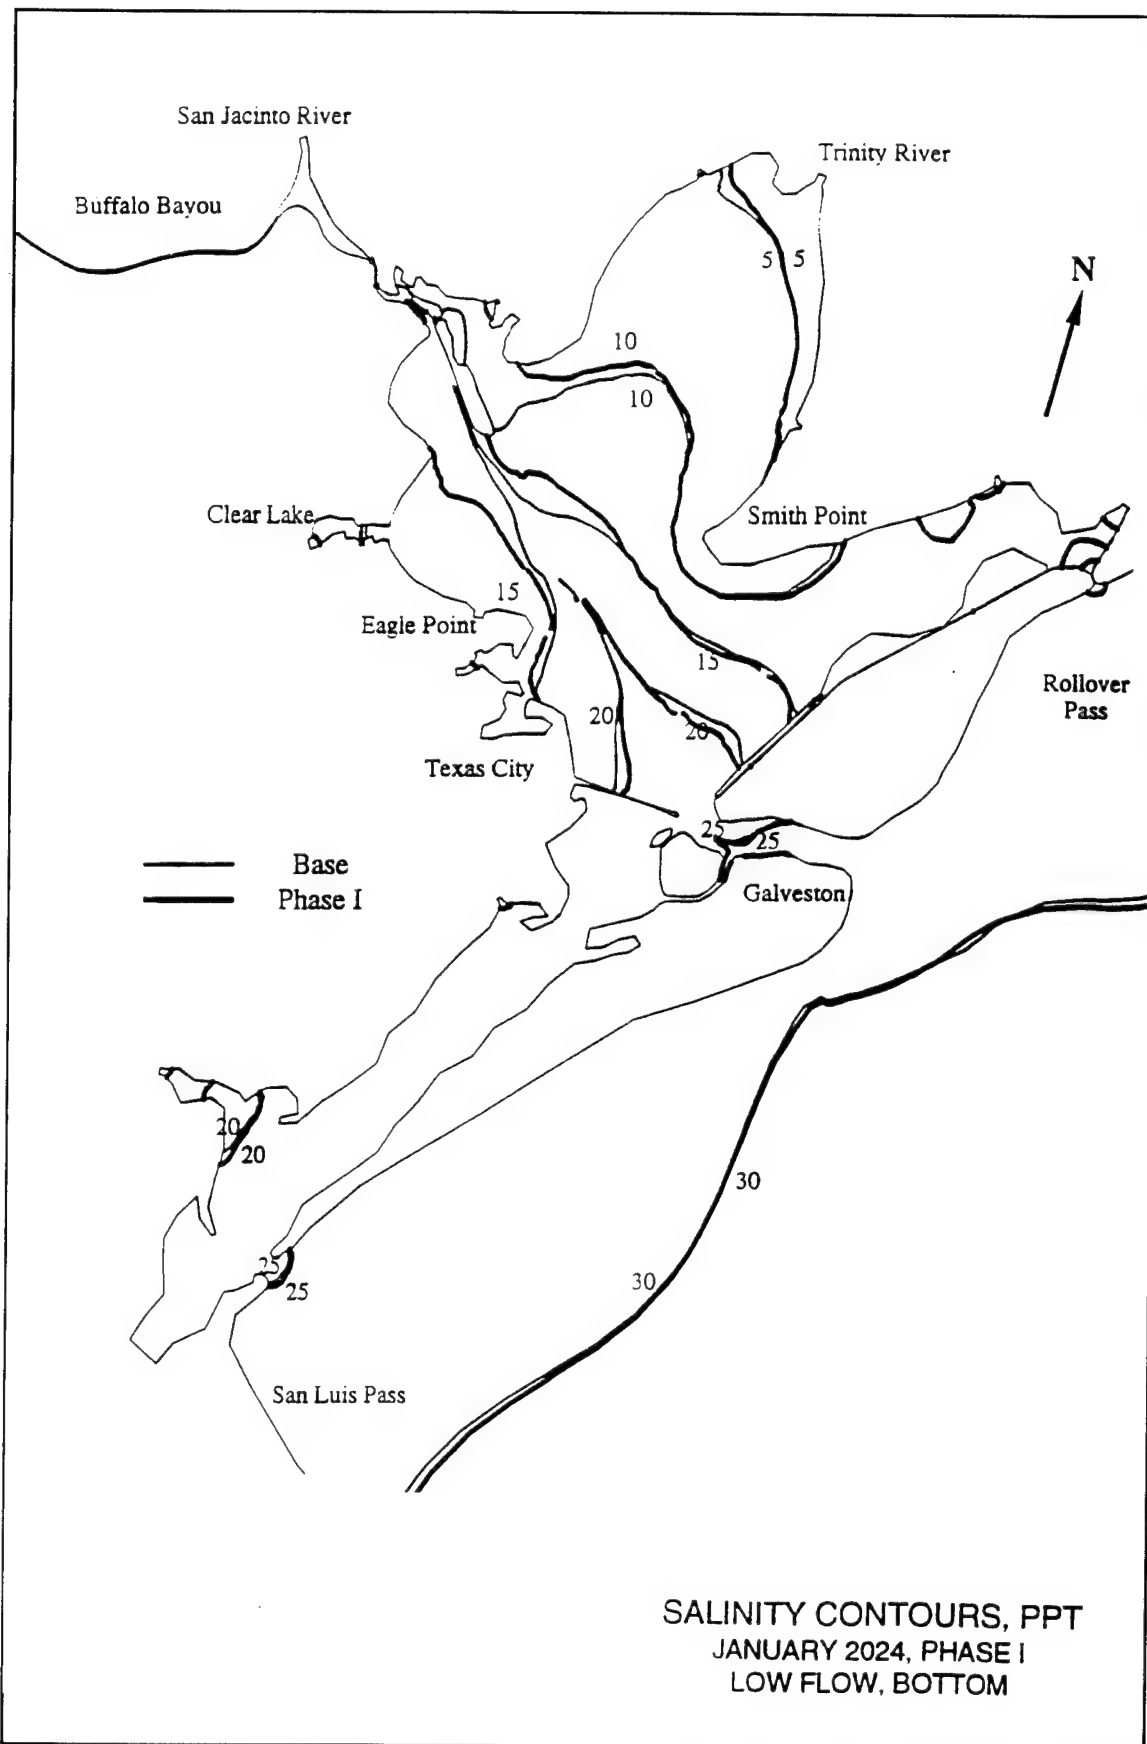 San Jacinto River
Trinity River
Buffalo Bayou
5 5
N
10
10
Clear Lake
Smith Point
15
Eagle Point
15
Rollover
Pass
20
20
Texas City
25
25
Base
Phase I
Galveston
20
20
30
25
30
25
San Luis Pass
SALINITY CONTOURS, PPT
JANUARY 2024, PHASE I
LOW FLOW, BOTTOM